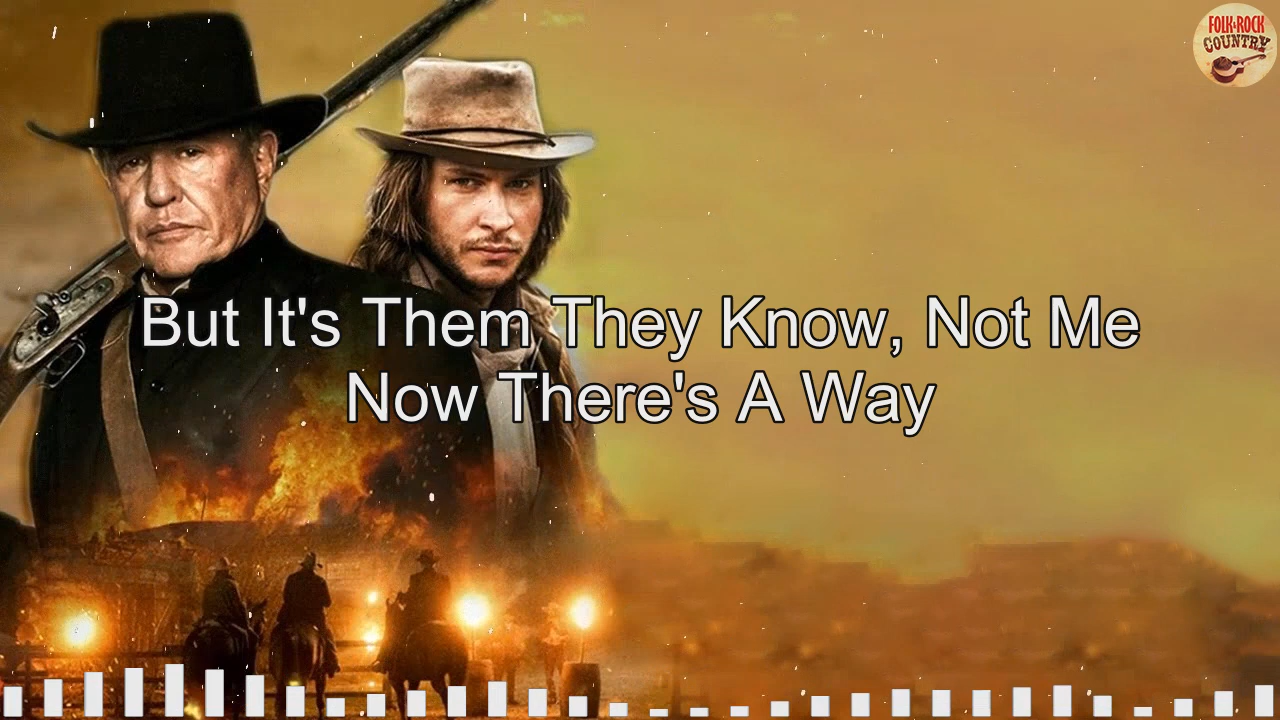 FOLK & ROCK
COUNTRY
But It's Them They Know, Not Me
Now There's A Way